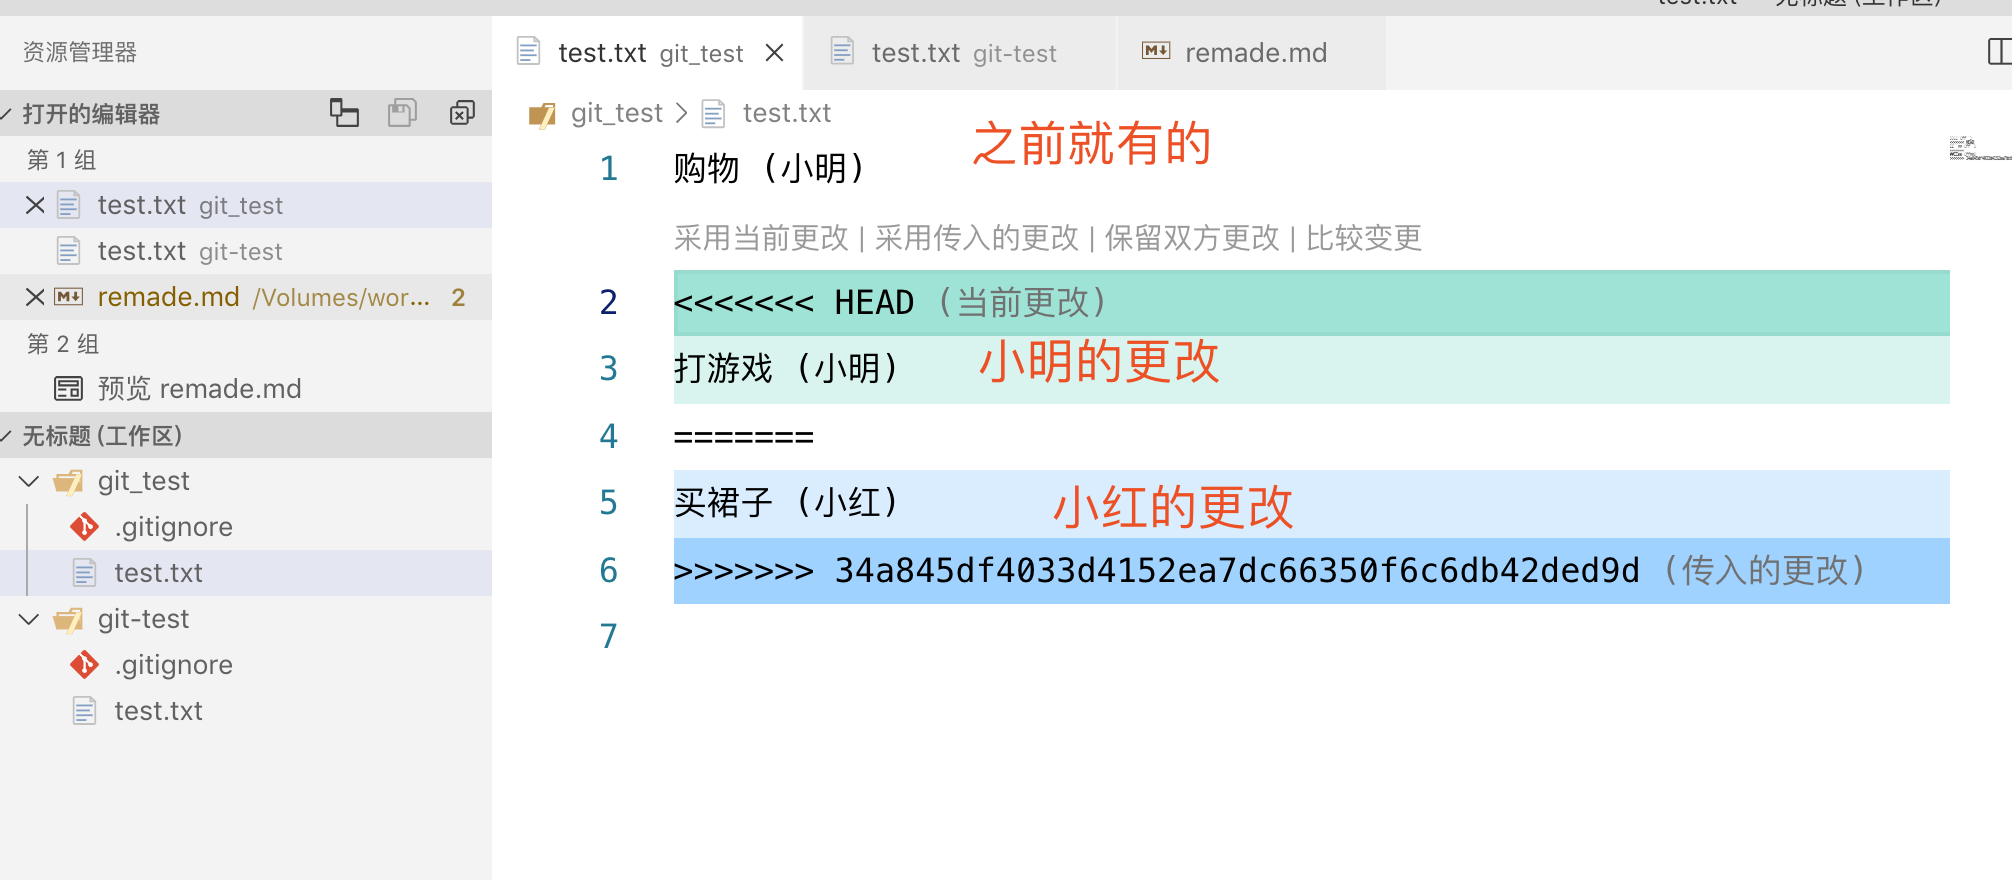 test.txt — 无标题 (工作区)
资源管理器
test.txt git_test
test.txt git-test
remade.md
打开的编辑器
git_test > test.txt
第 1 组
test.txt git_test
test.txt git-test
remade.md /Volumes/wor... 2
第 2 组
预览 remade.md
无标题 (工作区)
git_test
.gitignore
test.txt
git-test
.gitignore
test.txt
1 购物 (小明)
之前就有的
采用当前更改 | 采用传入的更改 | 保留双方更改 | 比较变更
2 <<<<<<< HEAD (当前更改)
3 打游戏 (小明)
小明的更改
4 =======
5 买裙子 (小红)
小红的更改
6 >>>>>>> 34a845df4033d4152ea7dc66350f6c6db42ded9d (传入的更改)
7